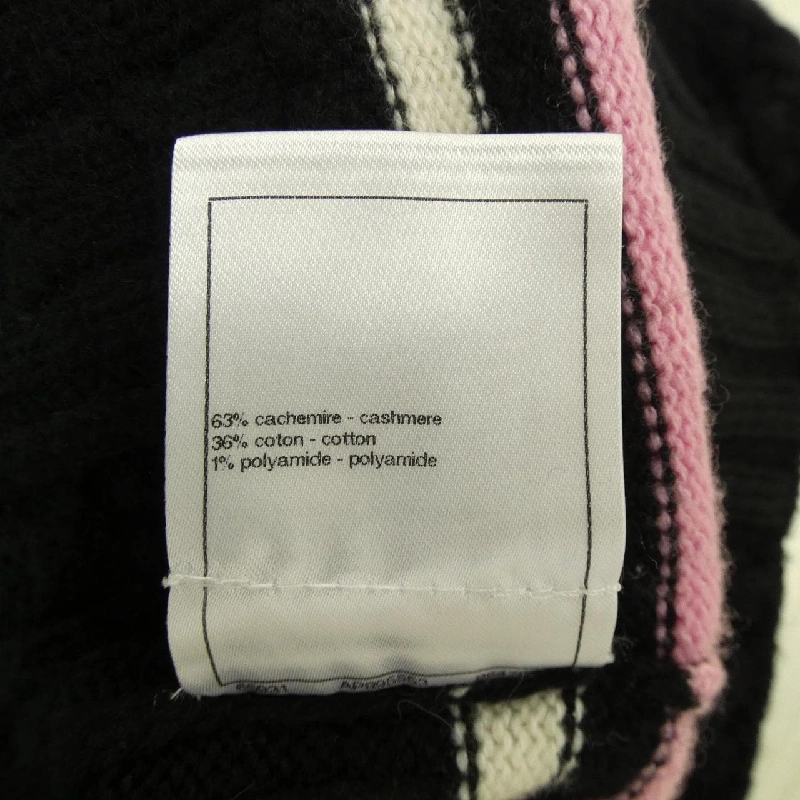 63% cachemire - cashmere
36% coton - cotton
1% polyamide - polyamide